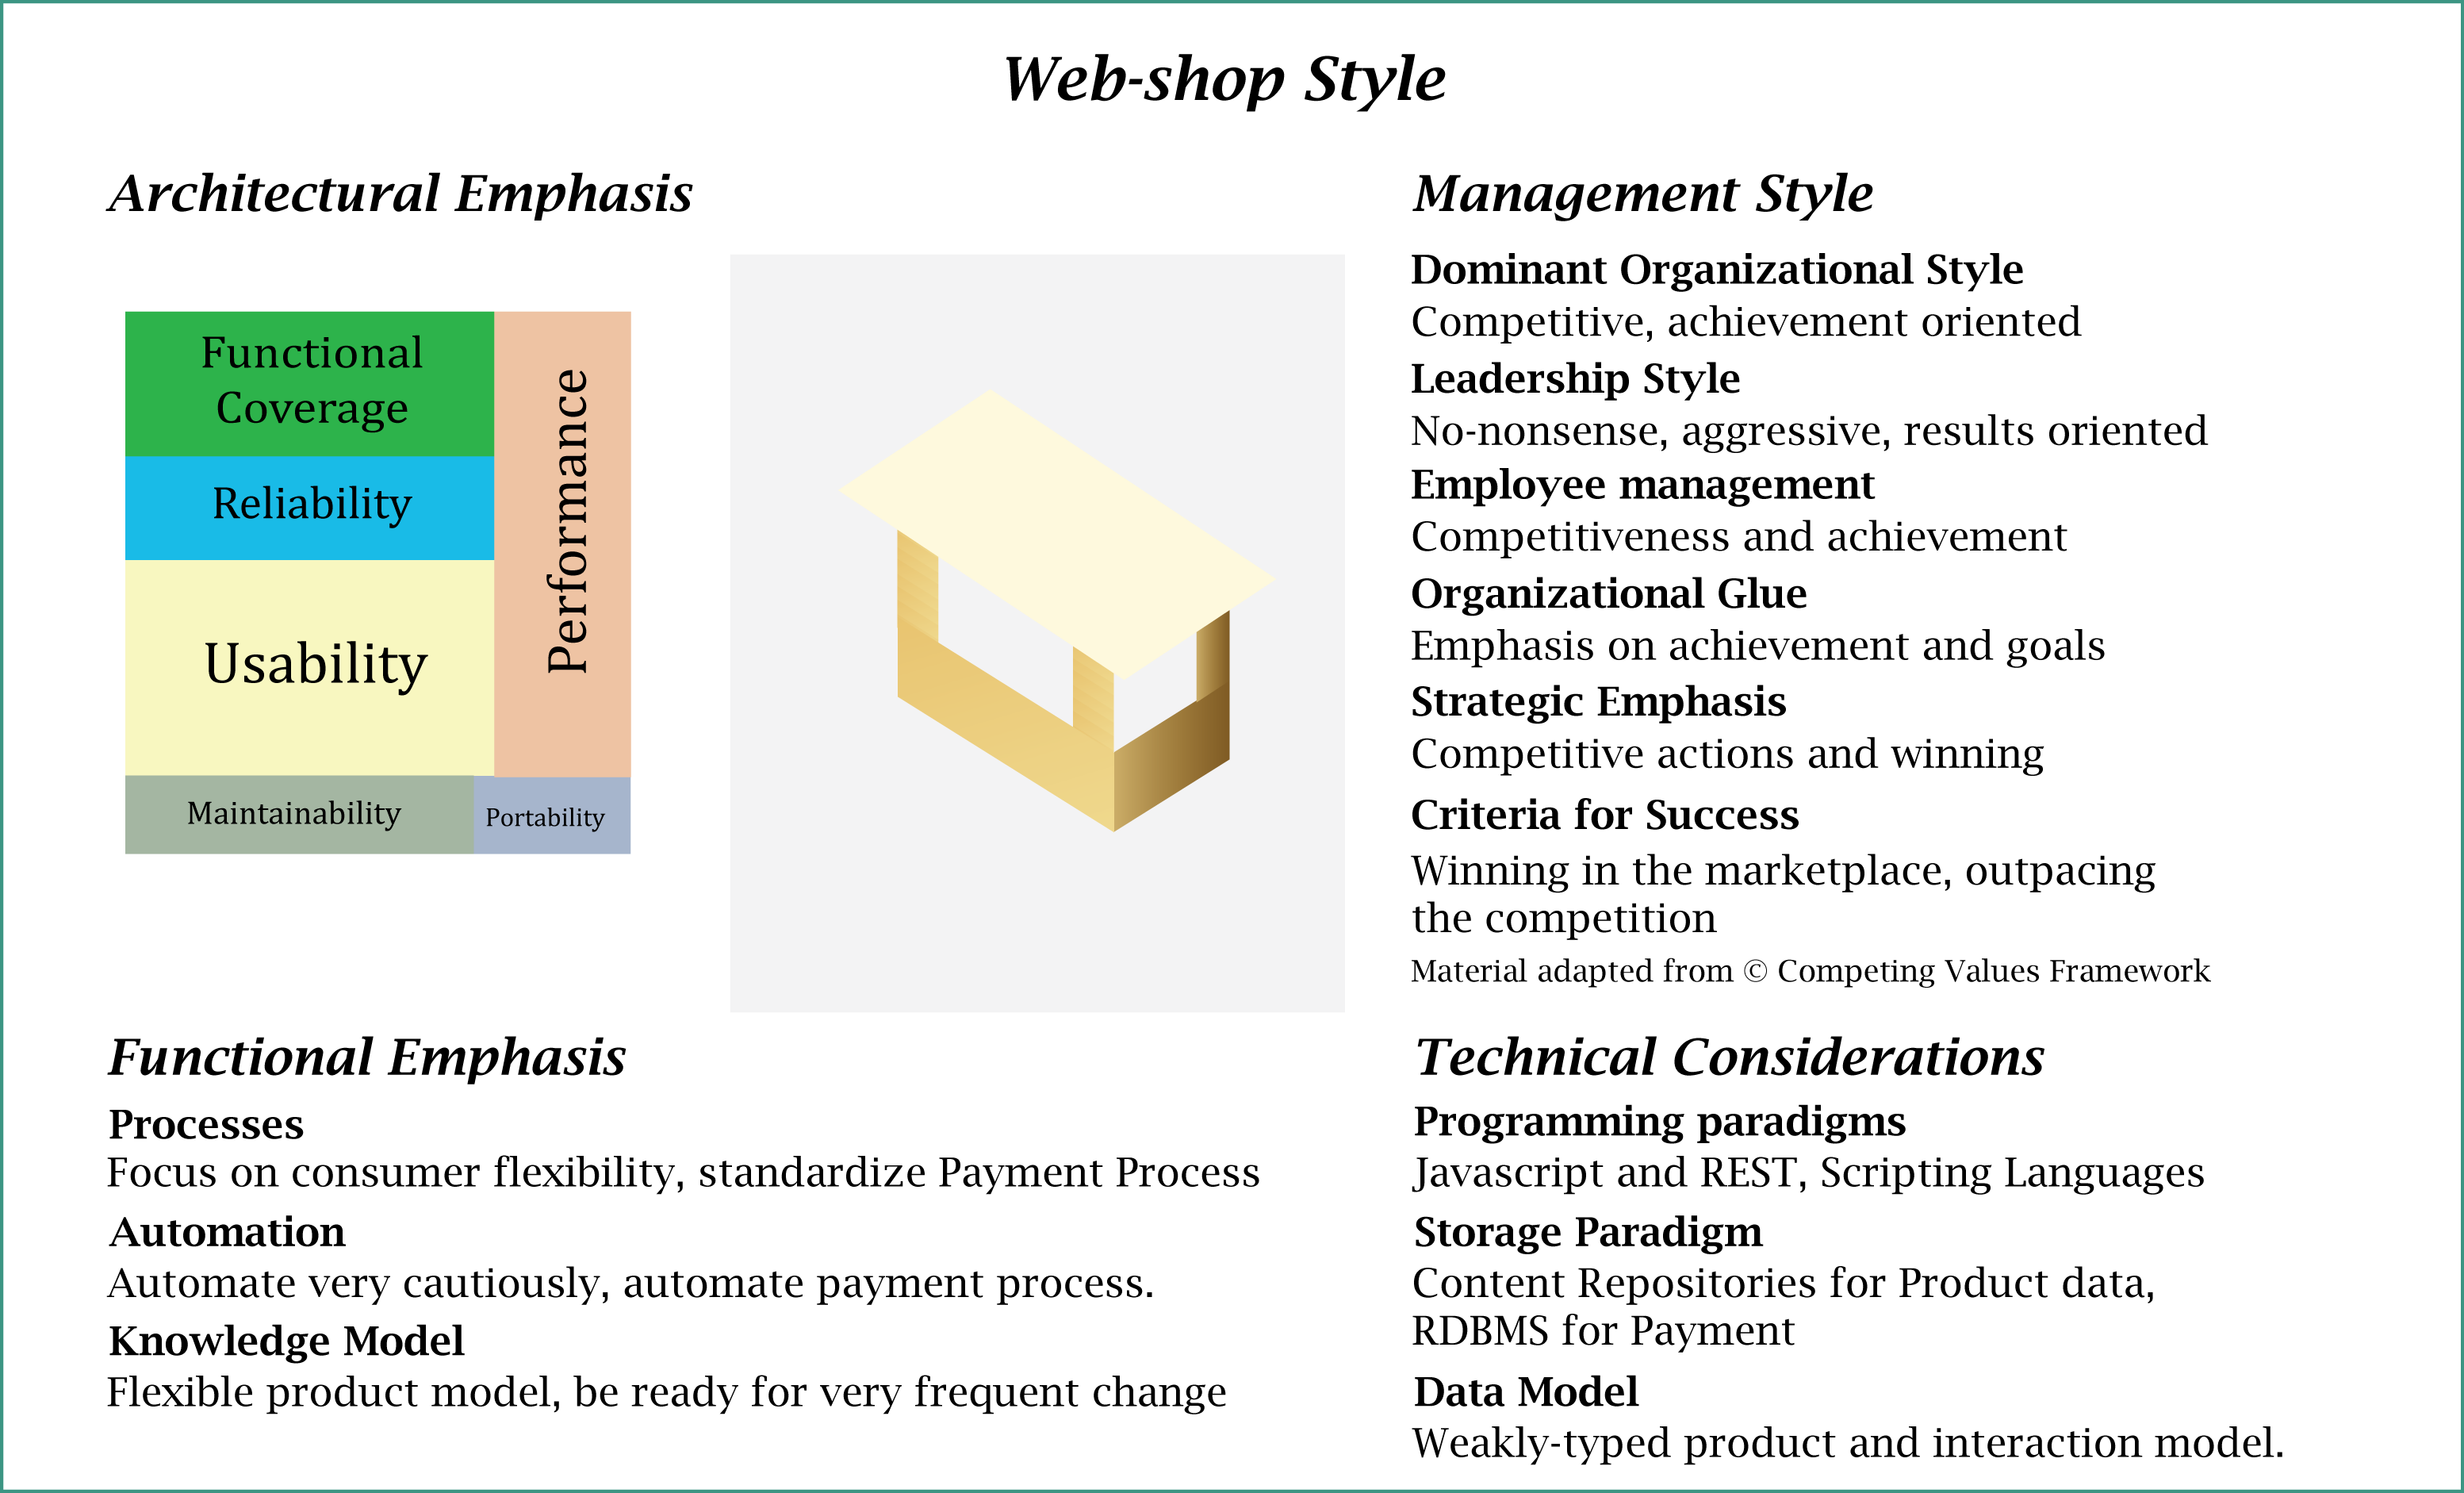 Web-shop Style
Architectural Emphasis
Functional
Coverage
Reliability
Usability
Performance
Maintainability
Portability
Management Style
Dominant Organizational Style
Competitive, achievement oriented
Leadership Style
No-nonsense, aggressive, results oriented
Employee management
Competitiveness and achievement
Organizational Glue
Emphasis on achievement and goals
Strategic Emphasis
Competitive actions and winning
Criteria for Success
Winning in the marketplace, outpacing
the competition
Material adapted from © Competing Values Framework
Functional Emphasis
Processes
Focus on consumer flexibility, standardize Payment Process
Automation
Automate very cautiously, automate payment process.
Knowledge Model
Flexible product model, be ready for very frequent change
Technical Considerations
Programming paradigms
Javascript and REST, Scripting Languages
Storage Paradigm
Content Repositories for Product data,
RDBMS for Payment
Data Model
Weakly-typed product and interaction model.